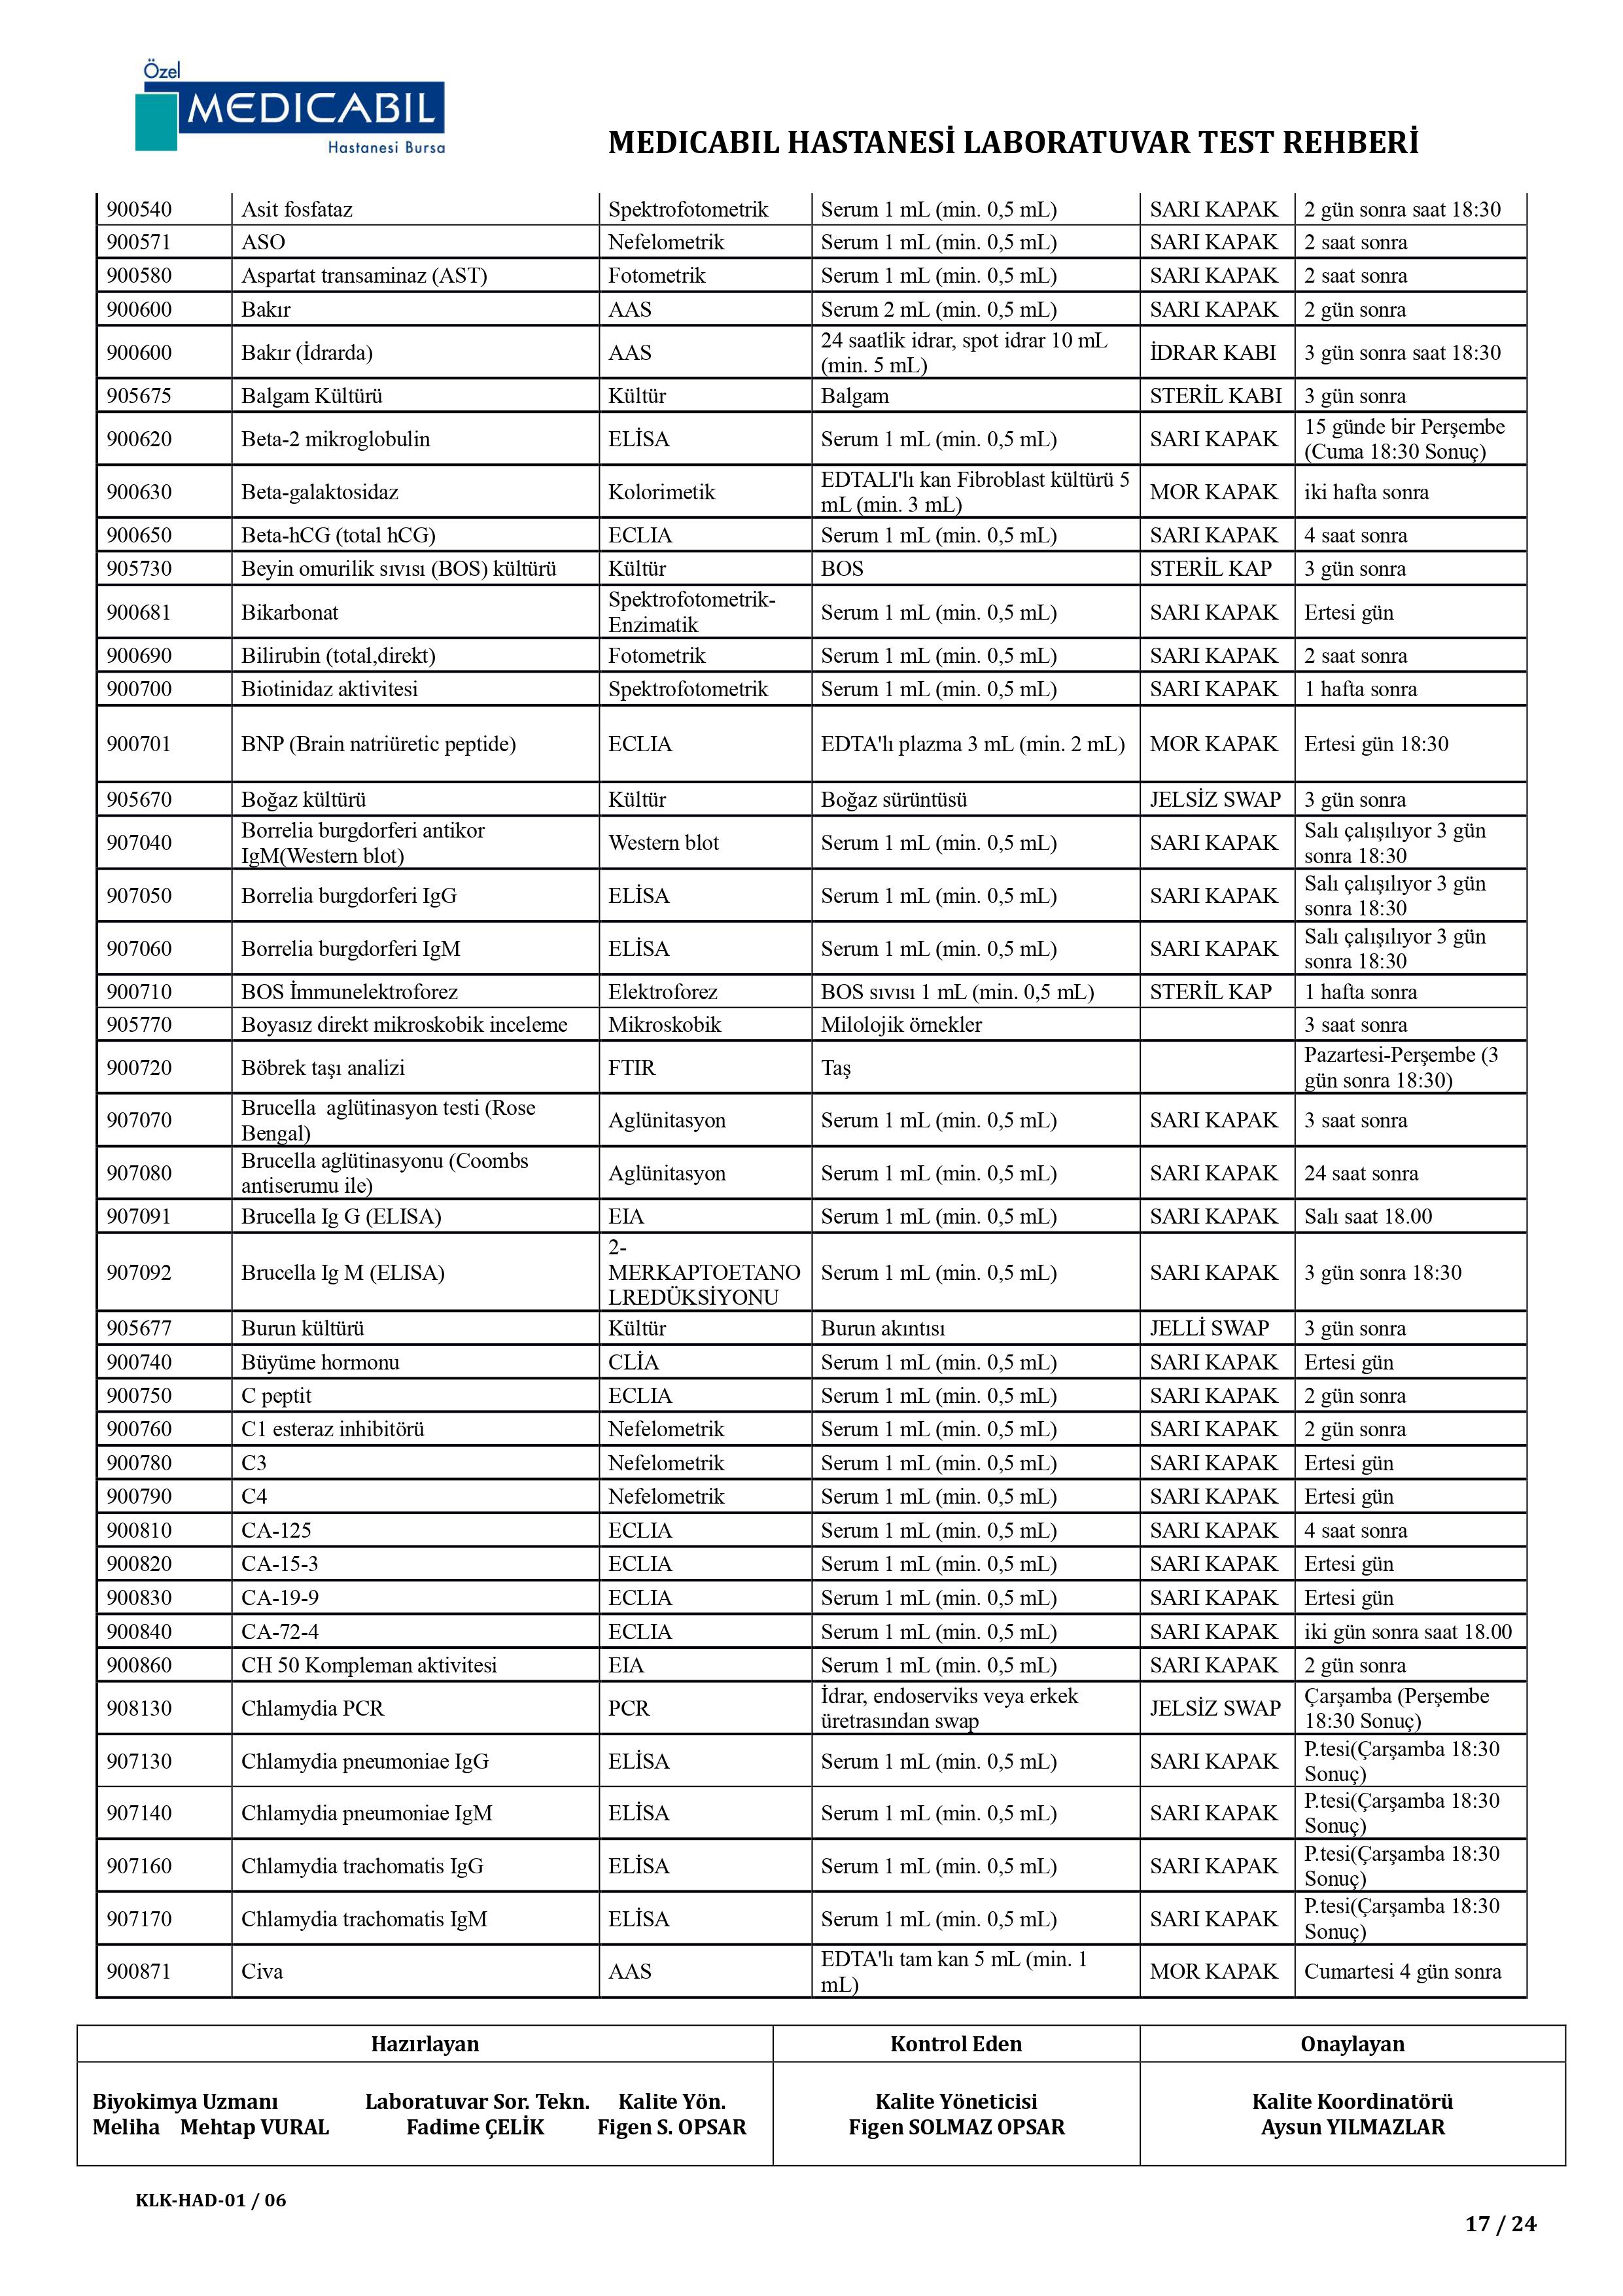 Özel
MEDICABIL
Hastanesi Bursa
MEDICABIL HASTANESİ LABORATUVAR TEST REHBERİ
900540 Asit fosfataz Spektrofotometrik Serum 1 mL (min. 0,5 mL) SARI KAPAK 2 gün sonra saat 18:30
900571 ASO Nefelometrik Serum 1 mL (min. 0,5 mL) SARI KAPAK 2 saat sonra
900580 Aspartat transaminaz (AST) Fotometrik Serum 1 mL (min. 0,5 mL) SARI KAPAK 2 saat sonra
900600 Bakır AAS Serum 2 mL (min. 0,5 mL) SARI KAPAK 2 gün sonra
900600 Bakır (İdrarda) AAS 24 saatlik idrar, spot idrar 10 mL
(min. 5 mL) İDRAR KABI 3 gün sonra saat 18:30
905675 Balgam Kültürü Kültür Balgam STERİL KABI 3 gün sonra
900620 Beta-2 mikroglobulin ELİSA Serum 1 mL (min. 0,5 mL) SARI KAPAK 15 günde bir Perşembe
(Cuma 18:30 Sonuç)
900630 Beta-galaktosidaz Kolorimetik EDTALI'lı kan Fibroblast kültürü 5
mL (min. 3 mL) MOR KAPAK iki hafta sonra
900650 Beta-hCG (total hCG) ECLIA Serum 1 mL (min. 0,5 mL) SARI KAPAK 4 saat sonra
905730 Beyin omurilik sıvısı (BOS) kültürü Kültür BOS STERİL KAP 3 gün sonra
900681 Bikarbonat Spektrofotometrik-
Enzimatik Serum 1 mL (min. 0,5 mL) SARI KAPAK Ertesi gün
900690 Bilirubin (total,direkt) Fotometrik Serum 1 mL (min. 0,5 mL) SARI KAPAK 2 saat sonra
900700 Biotinidaz aktivitesi Spektrofotometrik Serum 1 mL (min. 0,5 mL) SARI KAPAK 1 hafta sonra
900701 BNP (Brain natriüretic peptide) ECLIA EDTA'lı plazma 3 mL (min. 2 mL) MOR KAPAK Ertesi gün 18:30
905670 Boğaz kültürü Kültür Boğaz sürüntüsü JELSİZ SWAP 3 gün sonra
907040 Borrelia burgdorferi antikor
IgM(Western blot) Western blot Serum 1 mL (min. 0,5 mL) SARI KAPAK Salı çalışılıyor 3 gün
sonra 18:30
907050 Borrelia burgdorferi IgG ELİSA Serum 1 mL (min. 0,5 mL) SARI KAPAK Salı çalışılıyor 3 gün
sonra 18:30
907060 Borrelia burgdorferi IgM ELİSA Serum 1 mL (min. 0,5 mL) SARI KAPAK Salı çalışılıyor 3 gün
sonra 18:30
900710 BOS İmmunelektroforez Elektroforez BOS sıvısı 1 mL (min. 0,5 mL) STERİL KAP 1 hafta sonra
905770 Boyasız direkt mikroskobik inceleme Mikroskobik Milolojik örnekler 3 saat sonra
900720 Böbrek taşı analizi FTIR Taş Pazartesi-Perşembe (3
gün sonra 18:30)
907070 Brucella aglütinasyon testi (Rose
Bengal) Aglünitasyon Serum 1 mL (min. 0,5 mL) SARI KAPAK 3 saat sonra
907080 Brucella aglütinasyonu (Coombs
antiserumu ile) Aglünitasyon Serum 1 mL (min. 0,5 mL) SARI KAPAK 24 saat sonra
907091 Brucella Ig G (ELISA) EIA Serum 1 mL (min. 0,5 mL) SARI KAPAK Salı saat 18.00
907092 Brucella Ig M (ELISA) 2-
MERKAPTOETANO
LREDÜKSİYONU Serum 1 mL (min. 0,5 mL) SARI KAPAK 3 gün sonra 18:30
905677 Burun kültürü Kültür Burun akıntısı JELLİ SWAP 3 gün sonra
900740 Büyüme hormonu CLİA Serum 1 mL (min. 0,5 mL) SARI KAPAK Ertesi gün
900750 C peptit ECLIA Serum 1 mL (min. 0,5 mL) SARI KAPAK 2 gün sonra
900760 C1 esteraz inhibitörü Nefelometrik Serum 1 mL (min. 0,5 mL) SARI KAPAK 2 gün sonra
900780 C3 Nefelometrik Serum 1 mL (min. 0,5 mL) SARI KAPAK Ertesi gün
900790 C4 Nefelometrik Serum 1 mL (min. 0,5 mL) SARI KAPAK Ertesi gün
900810 CA-125 ECLIA Serum 1 mL (min. 0,5 mL) SARI KAPAK 4 saat sonra
900820 CA-15-3 ECLIA Serum 1 mL (min. 0,5 mL) SARI KAPAK Ertesi gün
900830 CA-19-9 ECLIA Serum 1 mL (min. 0,5 mL) SARI KAPAK Ertesi gün
900840 CA-72-4 ECLIA Serum 1 mL (min. 0,5 mL) SARI KAPAK iki gün sonra saat 18.00
900860 CH 50 Kompleman aktivitesi EIA Serum 1 mL (min. 0,5 mL) SARI KAPAK 2 gün sonra
908130 Chlamydia PCR PCR İdrar, endoserviks veya erkek
üretrasından swap JELSİZ SWAP Çarşamba (Perşembe
18:30 Sonuç)
907130 Chlamydia pneumoniae IgG ELİSA Serum 1 mL (min. 0,5 mL) SARI KAPAK P.tesi(Çarşamba 18:30
Sonuç)
907140 Chlamydia pneumoniae IgM ELİSA Serum 1 mL (min. 0,5 mL) SARI KAPAK P.tesi(Çarşamba 18:30
Sonuç)
907160 Chlamydia trachomatis IgG ELİSA Serum 1 mL (min. 0,5 mL) SARI KAPAK P.tesi(Çarşamba 18:30
Sonuç)
907170 Chlamydia trachomatis IgM ELİSA Serum 1 mL (min. 0,5 mL) SARI KAPAK P.tesi(Çarşamba 18:30
Sonuç)
900871 Civa AAS EDTA'lı tam kan 5 mL (min. 1
mL) MOR KAPAK Cumartesi 4 gün sonra
Hazırlayan Kontrol Eden Onaylayan
Biyokimya Uzmanı Laboratuvar Sor. Tekn. Kalite Yön. Kalite Yöneticisi Kalite Koordinatörü
Meliha Mehtap VURAL Fadime ÇELİK Figen S. OPSAR Figen SOLMAZ OPSAR Aysun YILMAZLAR
KLK-HAD-01 / 06
17 / 24